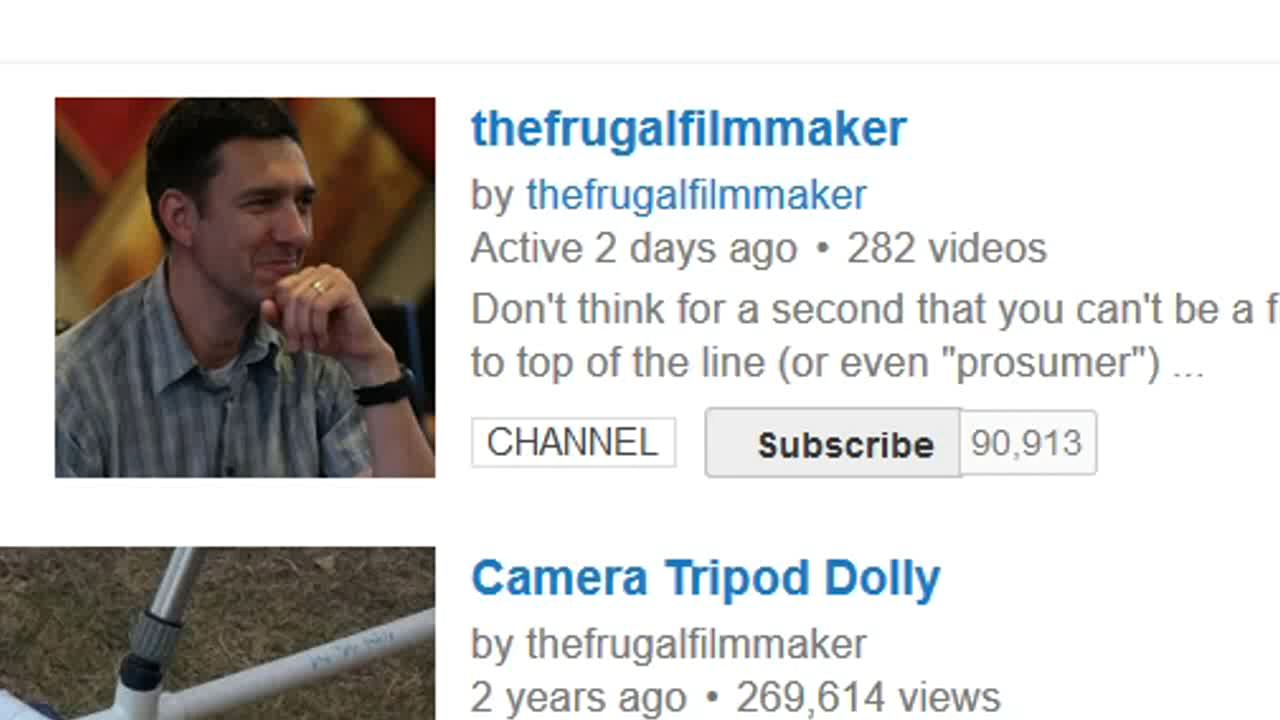 thefrugalfilmmaker
by thefrugalfilmmaker
Active 2 days ago • 282 videos
Don't think for a second that you can't be a f
to top of the line (or even "prosumer") ...
CHANNEL
Subscribe 90,913
Camera Tripod Dolly
by thefrugalfilmmaker
2 years ago • 269,614 views